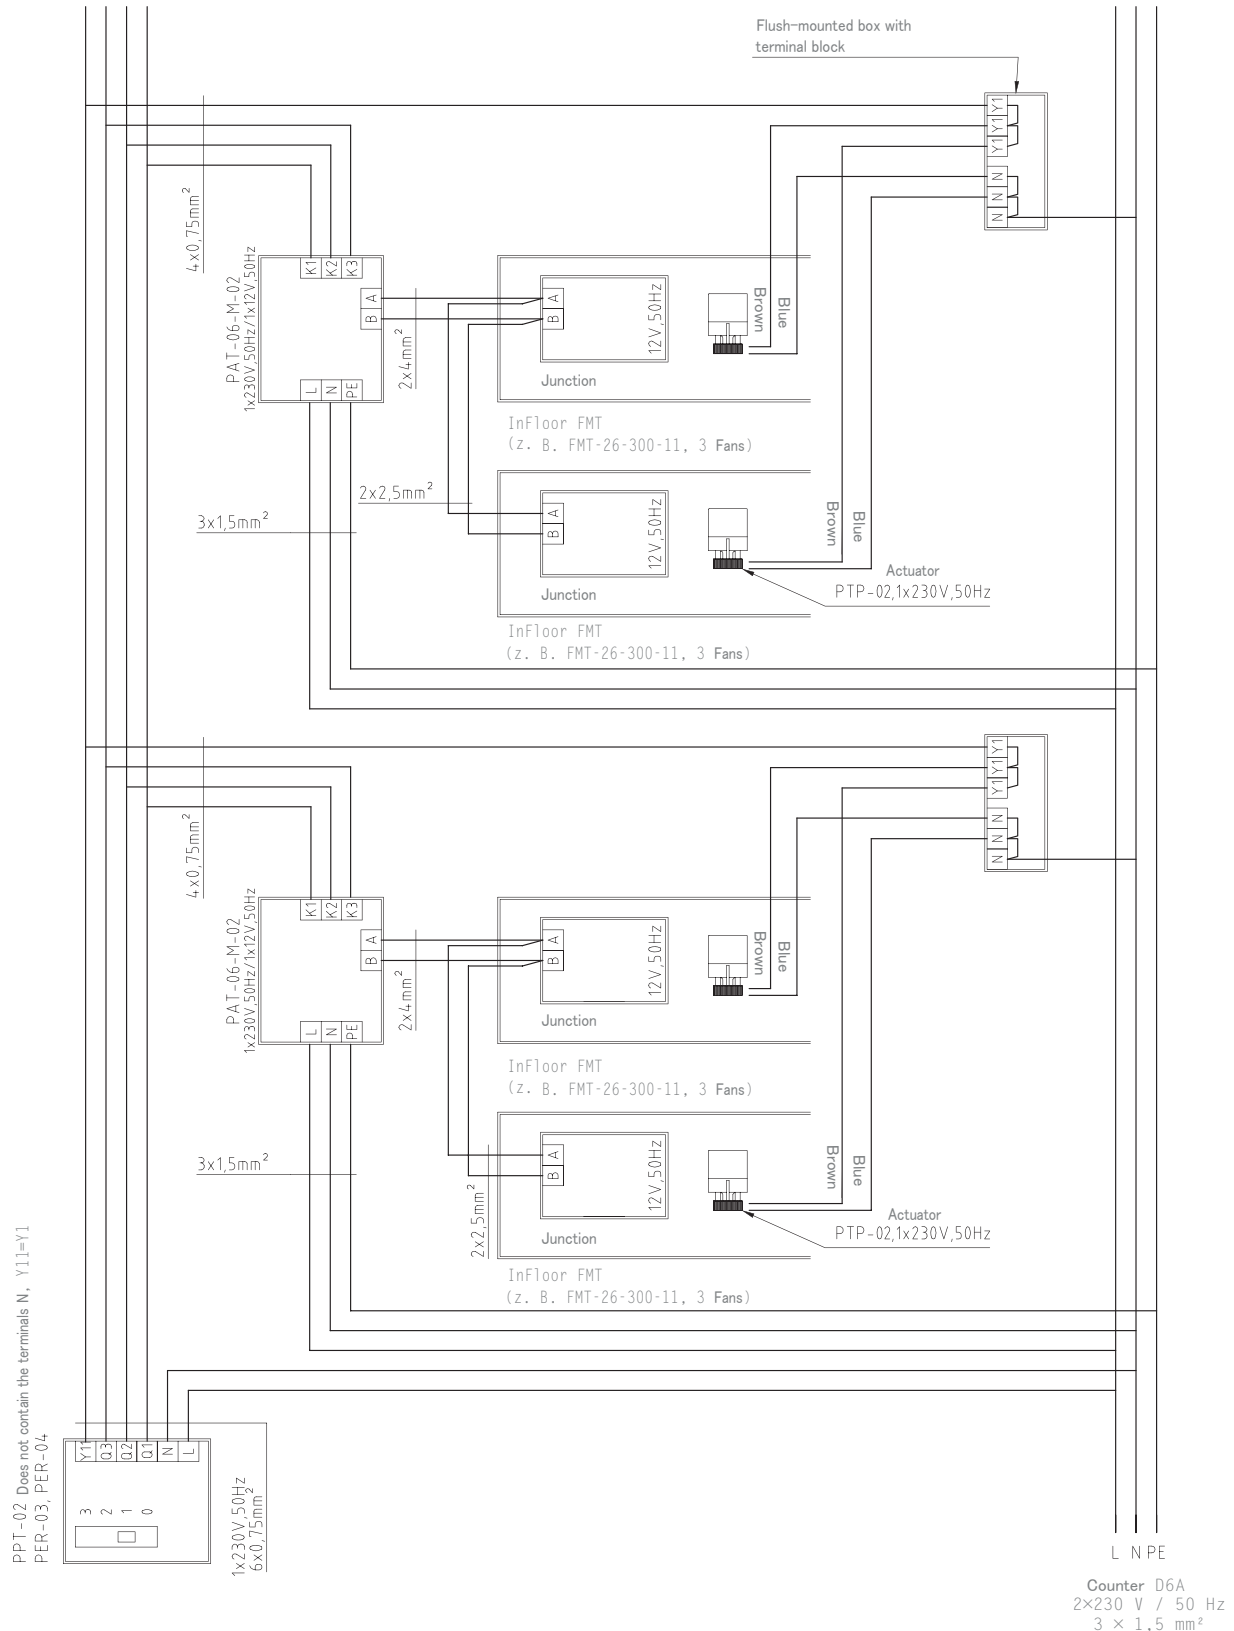 Flush-mounted box with
terminal block
Y1
Y1
Y1
N
N
N
4x0,75mm²
PAT-06-M-02
1x230V,50Hz/1x12V,50Hz
K1 K2 K3
A
B
L N PE
2x4mm²
A
B
12V,50Hz
Junction
Brown
Blue
InFloor FMT
(z. B. FMT-26-300-11, 3 Fans)
2x2,5mm²
3x1,5mm²
A
B
12V,50Hz
Junction
Brown
Blue
Actuator
PTP-02,1x230V,50Hz
InFloor FMT
(z. B. FMT-26-300-11, 3 Fans)
Y1
Y1
Y1
N
N
N
4x0,75mm²
PAT-06-M-02
1x230V,50Hz/1x12V,50Hz
K1 K2 K3
A
B
L N PE
2x4mm²
A
B
12V,50Hz
Junction
Brown
Blue
InFloor FMT
(z. B. FMT-26-300-11, 3 Fans)
3x1,5mm²
2x2,5mm²
A
B
12V,50Hz
Junction
Brown
Blue
Actuator
PTP-02,1x230V,50Hz
InFloor FMT
(z. B. FMT-26-300-11, 3 Fans)
PPT-02 Does not contain the terminals N, Y11=Y1
PER-03, PER-04
Y11 Q3 Q2 Q1 N L
3 2 1 0
1x230V,50Hz
6x0,75mm²
L N PE
Counter D6A
2×230 V / 50 Hz
3 × 1.5 mm²